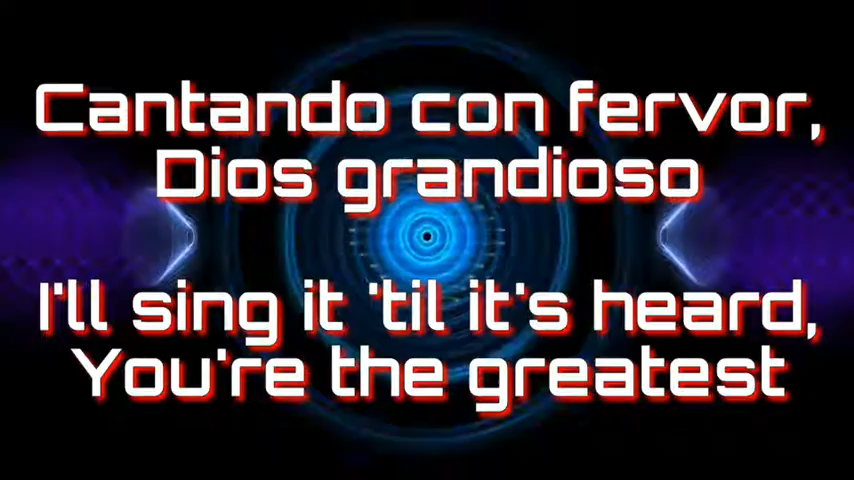 Cantando con fervor,
Dios grandioso
I'll sing it 'til it's heard,
You're the greatest